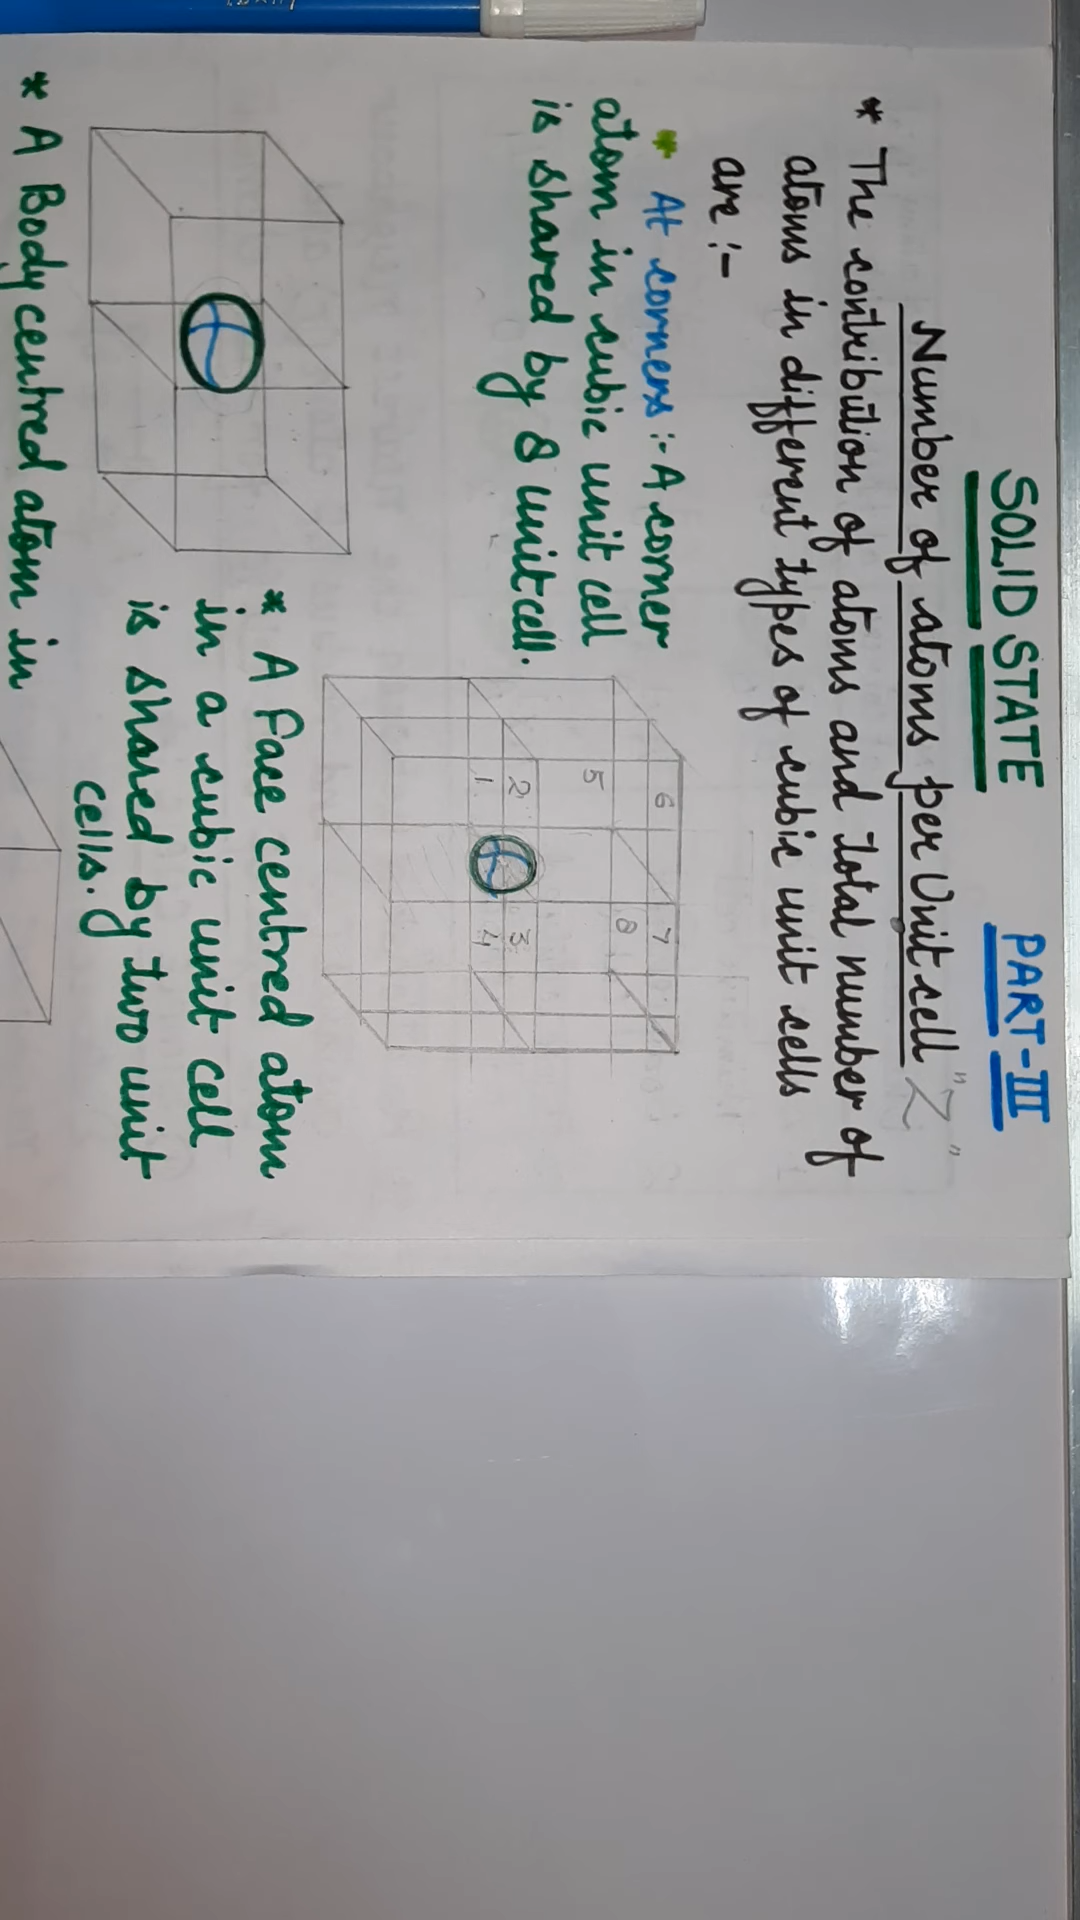 SOLID STATE PART-III
Number of atoms per Unit cell "Z"
* The contribution of atoms and total number of
atoms in different types of cubic unit cells
are :-
* At corners :- A corner
atom in cubic unit cell
is shared by 8 unit cell.
1 2 3 4 5 6 7 8
* A Face centred atom
in a cubic unit cell
is shared by two unit
cells.
* A Body centred atom in